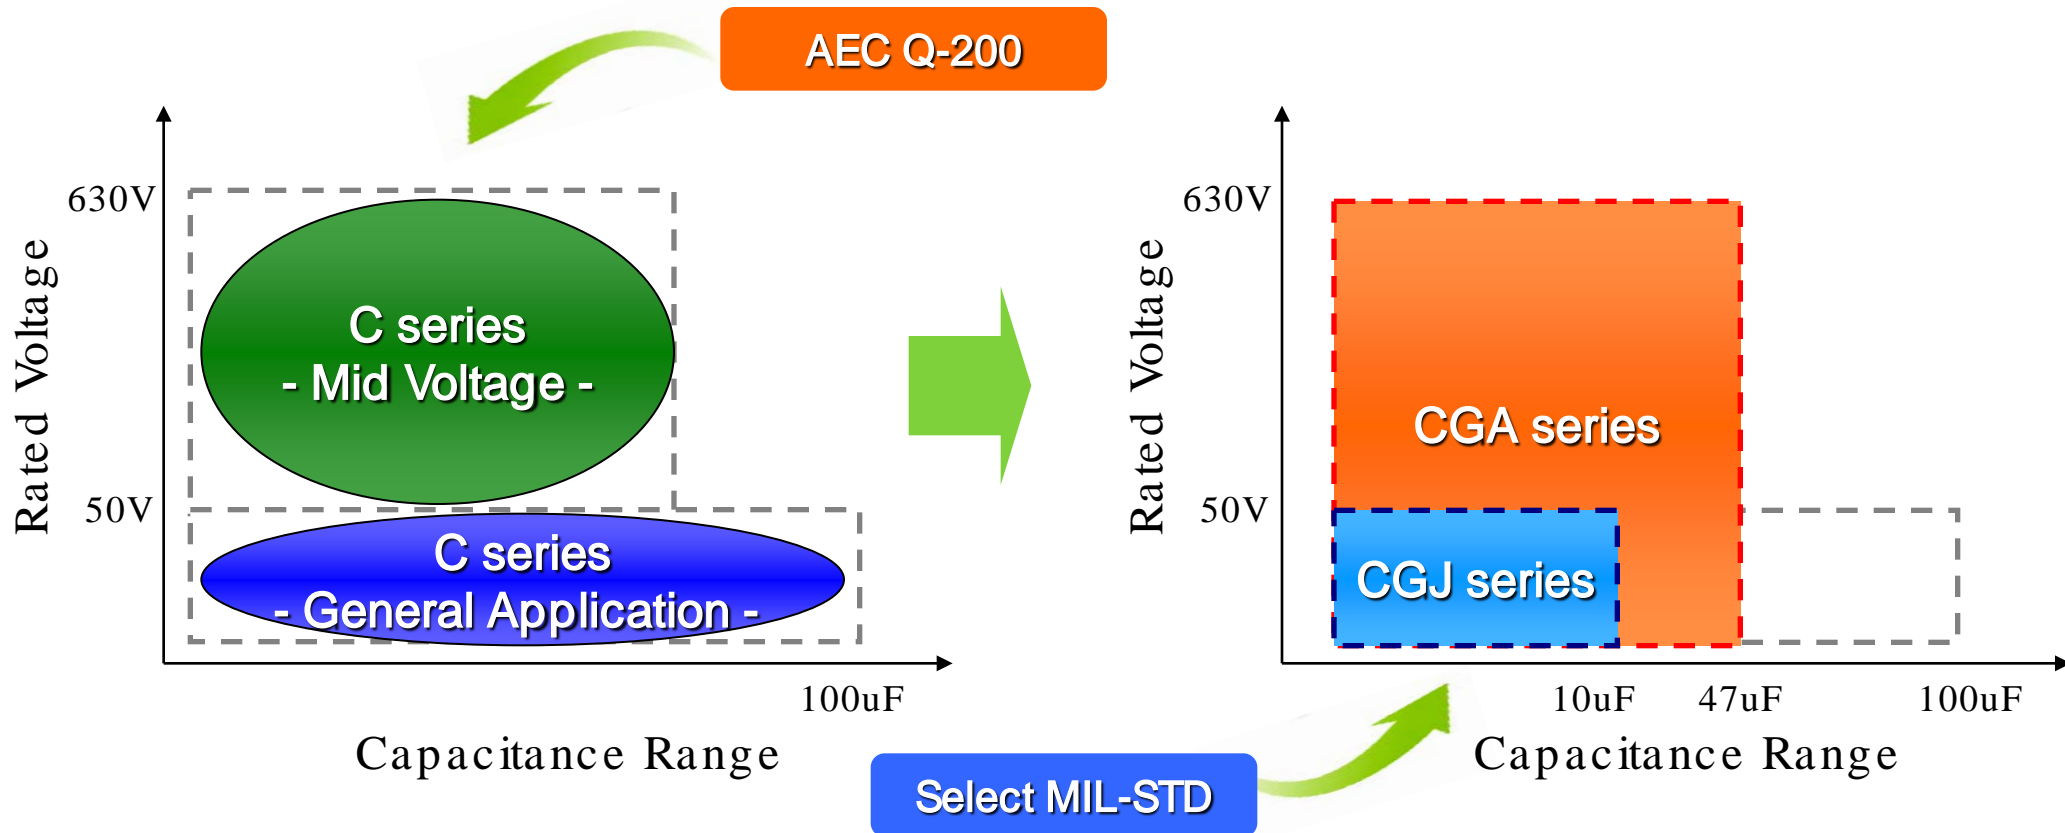 AEC Q-200
630V
50V
Rated Voltage
C series
- Mid Voltage -
C series
- General Application -
100uF
Capacitance Range
630V
50V
Rated Voltage
CGA series
CGJ series
10uF
47uF
100uF
Capacitance Range
Select MIL-STD